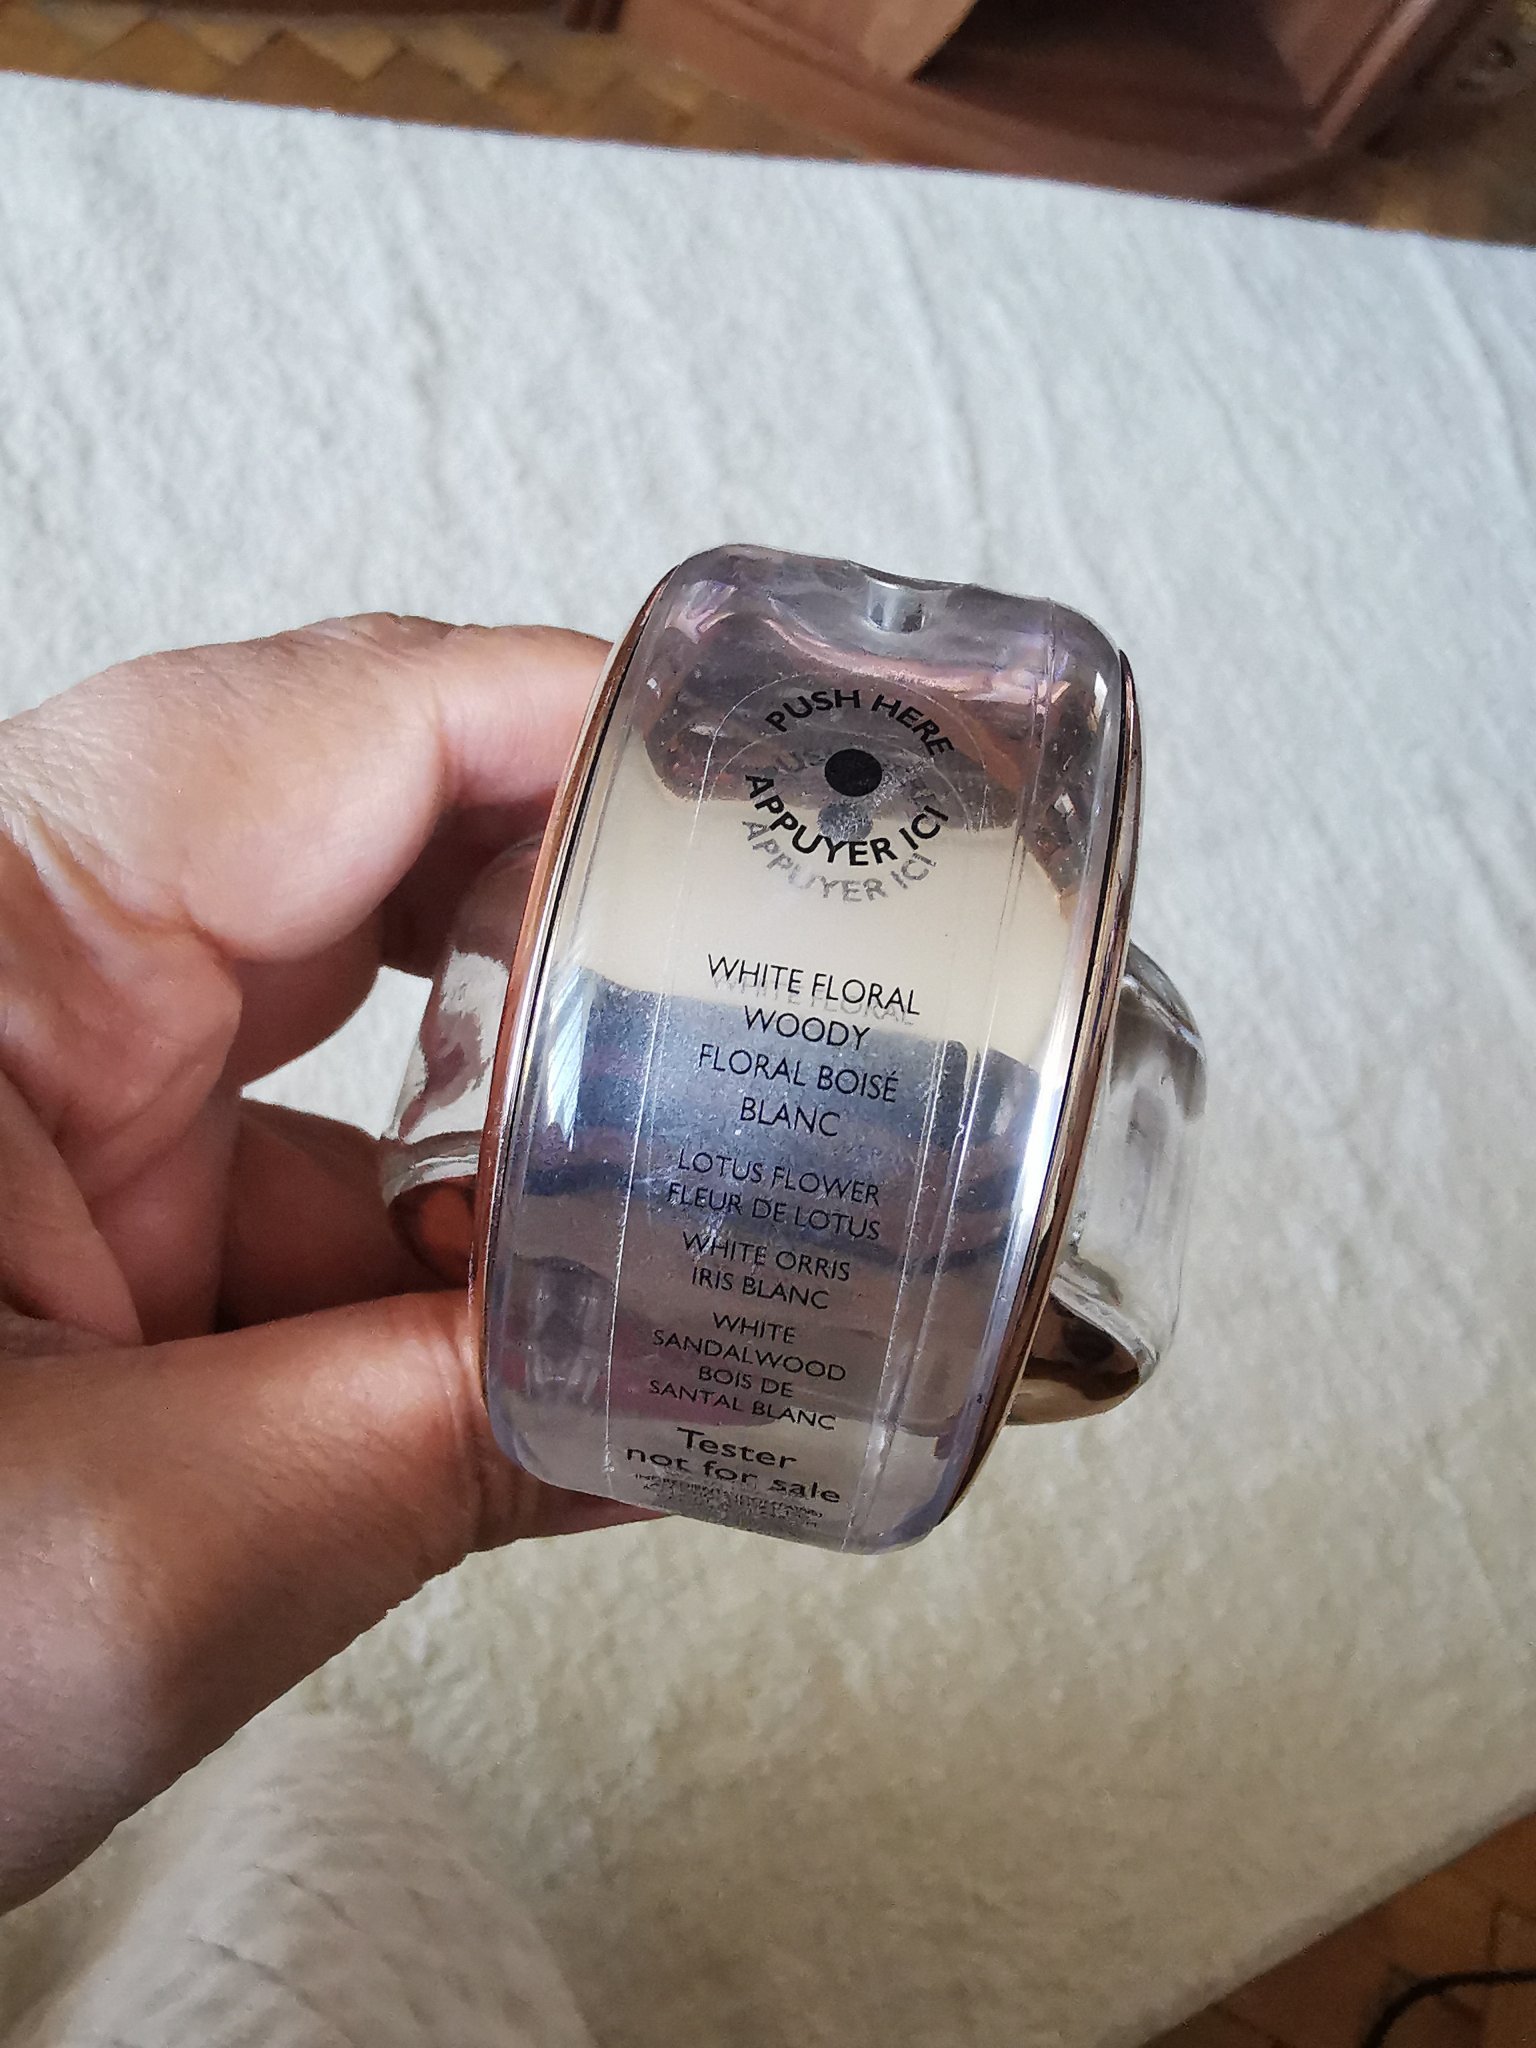 PUSH HERE
APPUYER ICI
WHITE FLORAL
WOODY
FLORAL BOISÉ
BLANC
LOTUS FLOWER
FLEUR DE LOTUS
WHITE ORRIS
IRIS BLANC
WHITE
SANDALWOOD
BOIS DE
SANTAL BLANC
Tester
not for sale